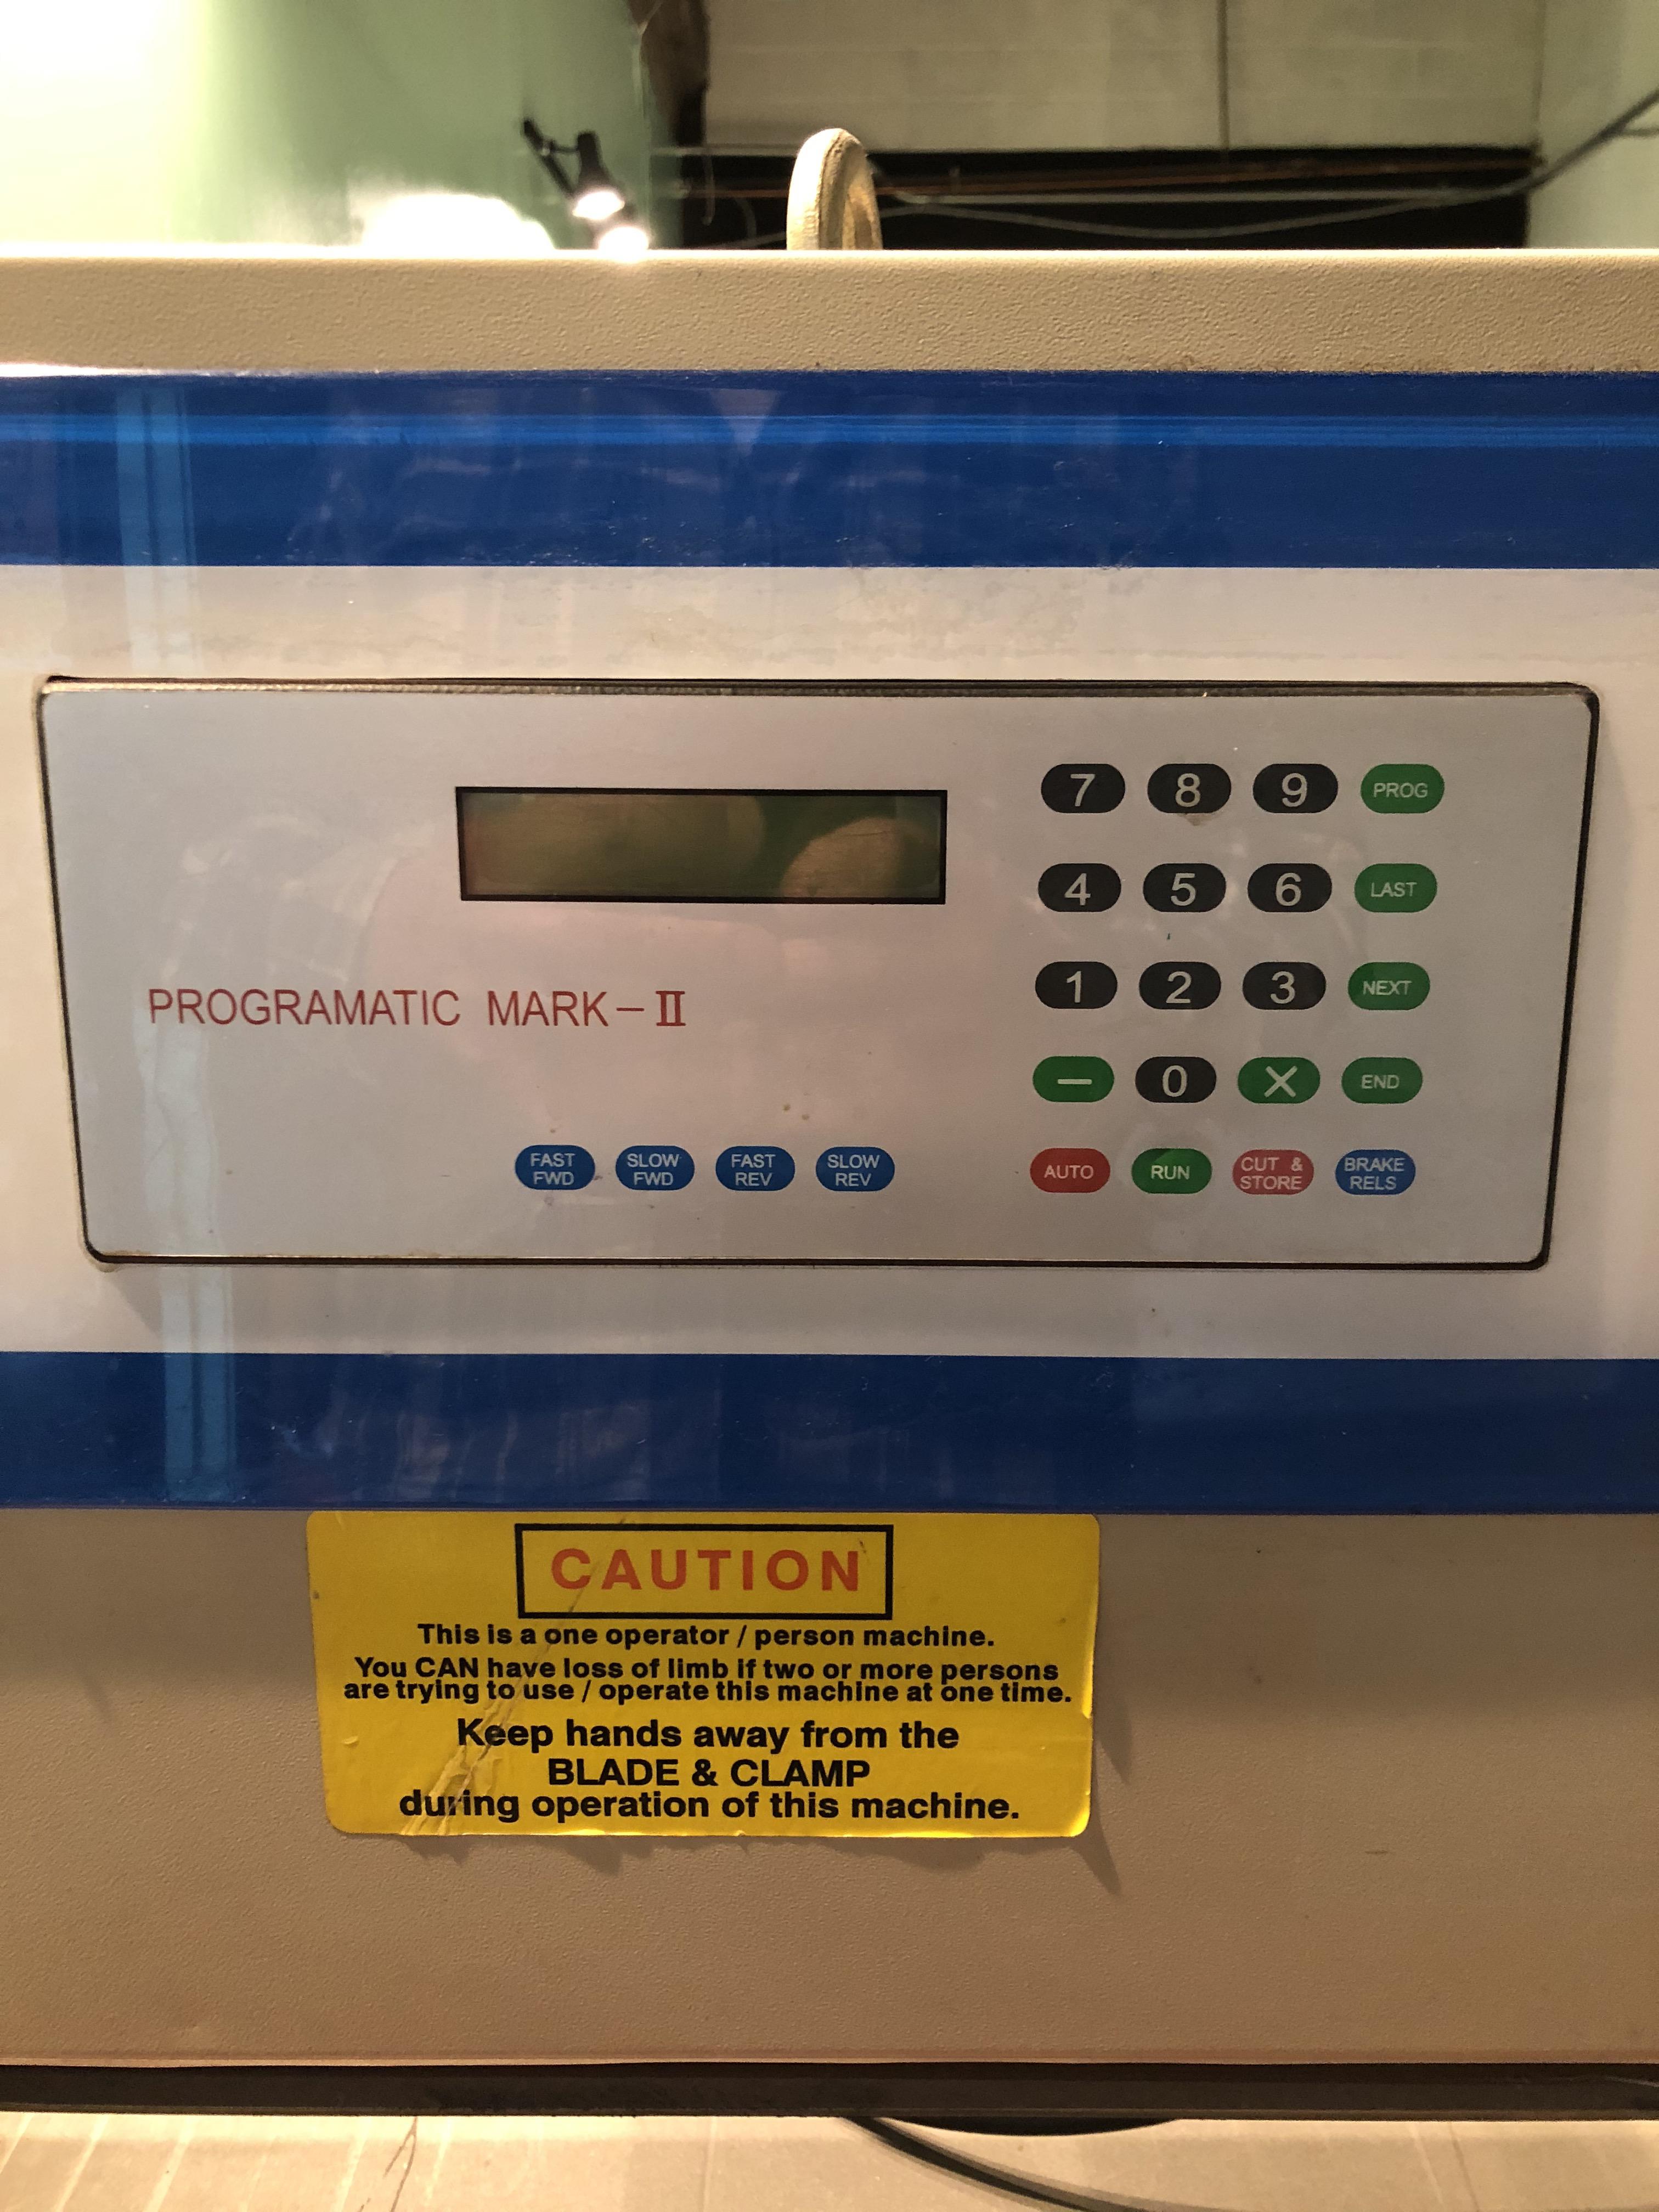 7 8 9 PROG
4 5 6 LAST
PROGRAMATIC MARK-II
1 2 3 NEXT
− 0 × END
FAST
FWD
SLOW
FWD
FAST
REV
SLOW
REV
AUTO
RUN
CUT &
STORE
BRAKE
RELS
CAUTION
This is a one operator / person machine.
You CAN have loss of limb if two or more persons
are trying to use / operate this machine at one time.
Keep hands away from the
BLADE & CLAMP
during operation of this machine.